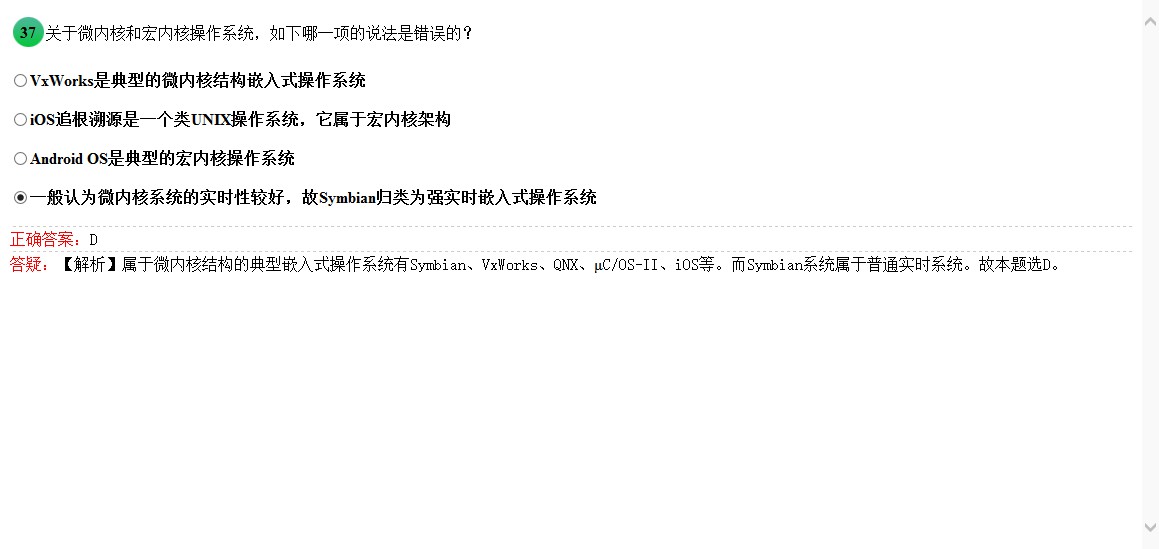 37 关于微内核和宏内核操作系统，如下哪一项的说法是错误的？
VxWorks是典型的微内核结构嵌入式操作系统
iOS追根溯源是一个类UNIX操作系统，它属于宏内核架构
Android OS是典型的宏内核操作系统
一般认为微内核系统的实时性较好，故Symbian归类为强实时嵌入式操作系统
正确答案：D
答疑：【解析】属于微内核结构的典型嵌入式操作系统有Symbian、VxWorks、QNX、μC/OS-II、iOS等。而Symbian系统属于普通实时系统。故本题选D。